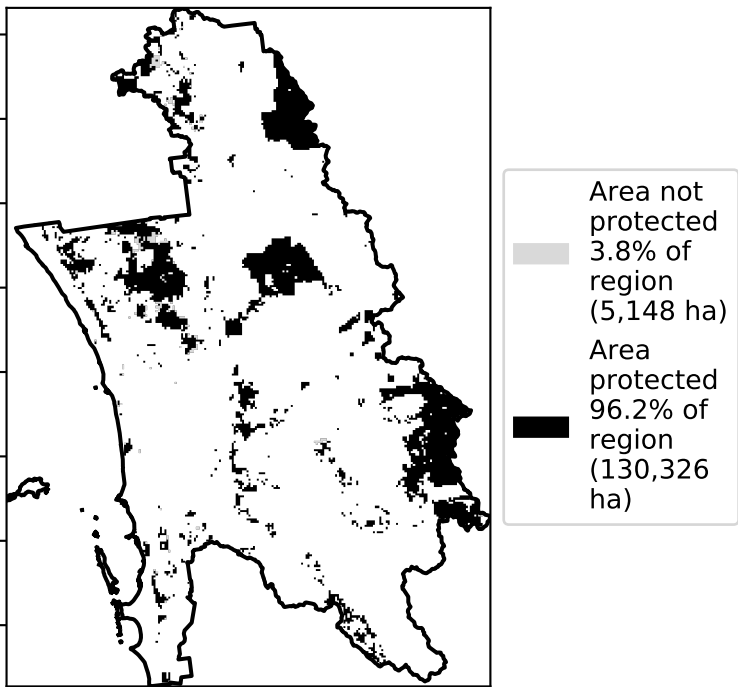 Area not
protected
3.8% of
region
(5,148 ha)
Area
protected
96.2% of
region
(130,326
ha)